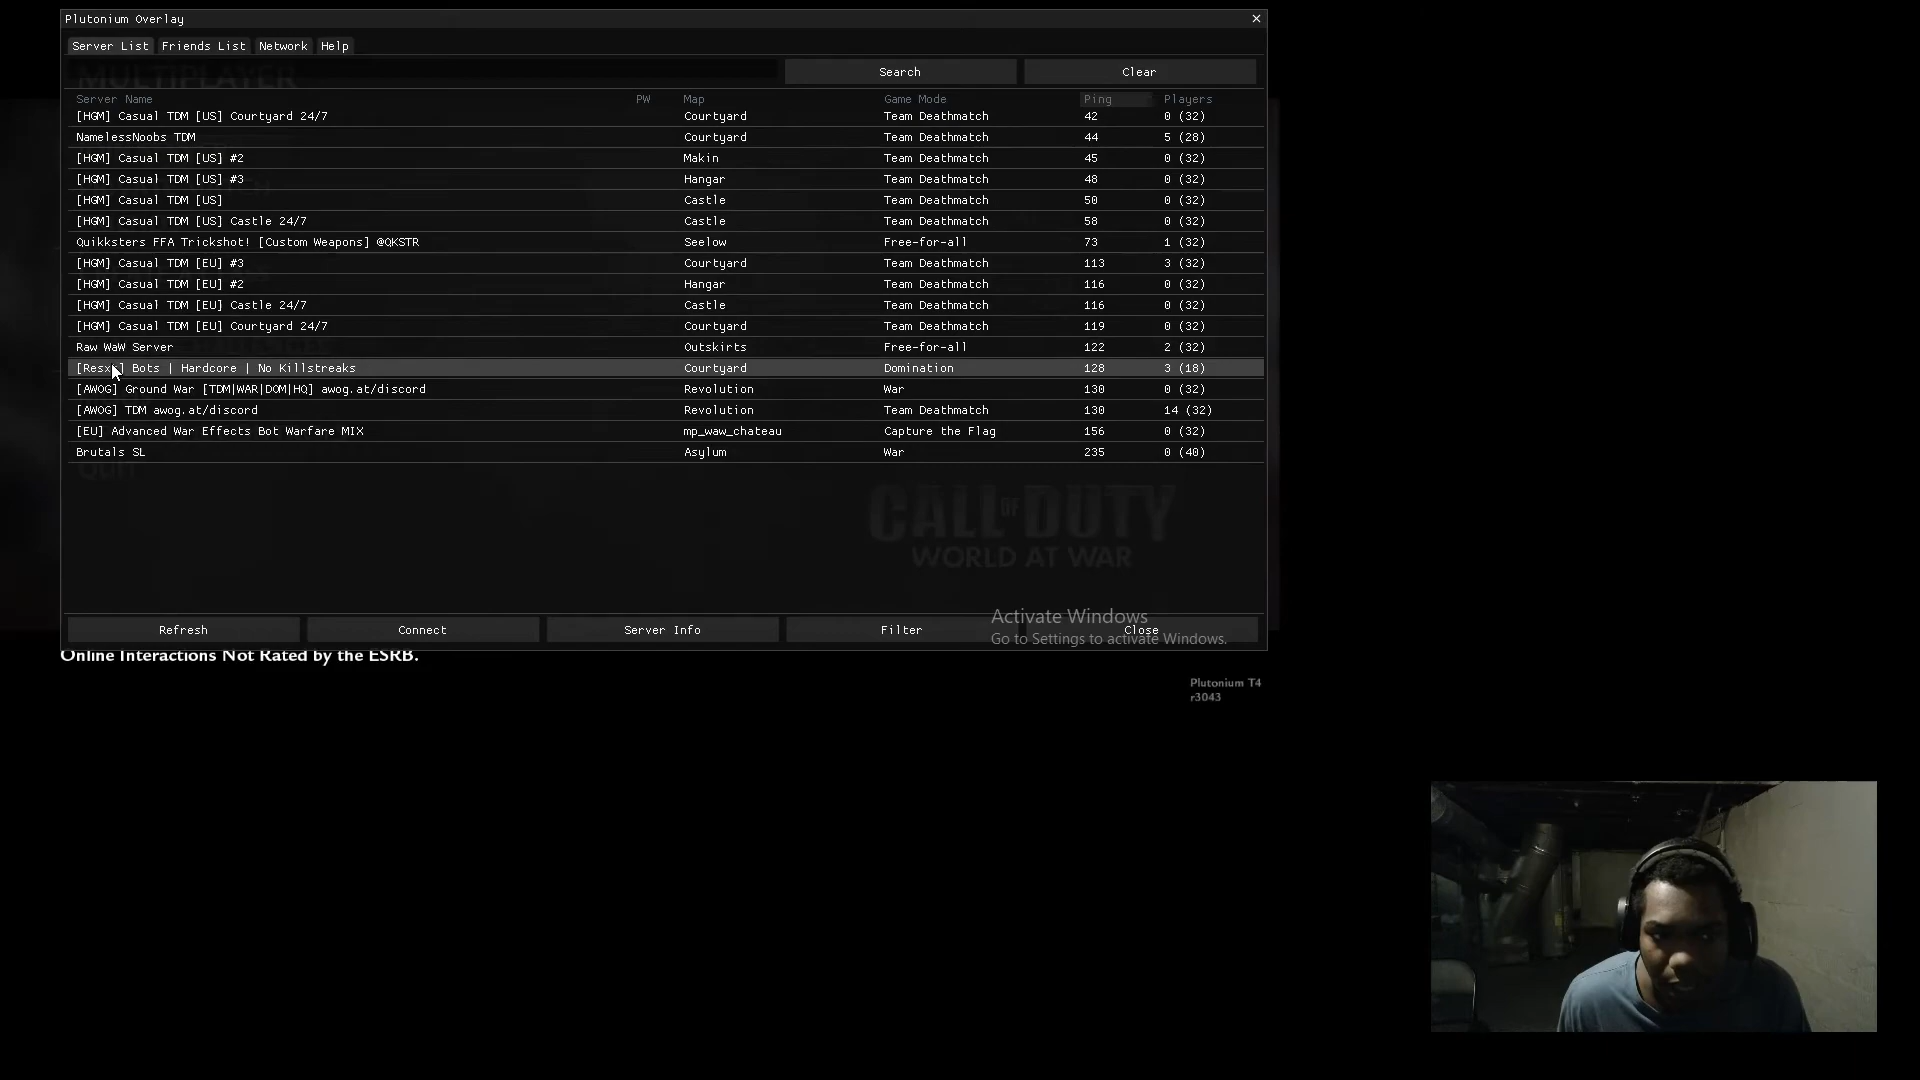 Plutonium Overlay
Server List Friends List Network Help
MULTIPLAYER
Search Clear
Server Name PW Map Game Mode Ping Players
[HGM] Casual TDM [US] Courtyard 24/7 Courtyard Team Deathmatch 42 0 (32)
NamelessNoobs TDM Courtyard Team Deathmatch 44 5 (28)
[HGM] Casual TDM [US] #2 Makin Team Deathmatch 45 0 (32)
[HGM] Casual TDM [US] #3 Hangar Team Deathmatch 48 0 (32)
[HGM] Casual TDM [US] Castle Team Deathmatch 50 0 (32)
[HGM] Casual TDM [US] Castle 24/7 Castle Team Deathmatch 58 0 (32)
Quikksters FFA Trickshot! [Custom Weapons] @QKSTR Seelow Free-for-all 73 1 (32)
[HGM] Casual TDM [EU] #3 Courtyard Team Deathmatch 113 3 (32)
[HGM] Casual TDM [EU] #2 Hangar Team Deathmatch 116 0 (32)
[HGM] Casual TDM [EU] Castle 24/7 Castle Team Deathmatch 116 0 (32)
[HGM] Casual TDM [EU] Courtyard 24/7 Courtyard Team Deathmatch 119 0 (32)
Raw WaW Server Outskirts Free-for-all 122 2 (32)
Bots | Hardcore | No Killstreaks Courtyard Domination 128 3 (18)
[AWOG] Ground War [TDM|WAR|DOM|HQ] awog.at/discord Revolution War 130 0 (32)
[AWOG] TDM awog.at/discord Revolution Team Deathmatch 130 14 (32)
[EU] Advanced War Effects Bot Warfare MIX mp_waw_chateau Capture the Flag 156 0 (32)
Brutals SL Asylum War 235 0 (40)
QUIT
CALL OF DUTY
WORLD AT WAR
Activate Windows
Go to Settings to activate Windows.
Refresh Connect Server Info Filter Close
Online Interactions Not Rated by the ESRB.
Plutonium T4
r3043